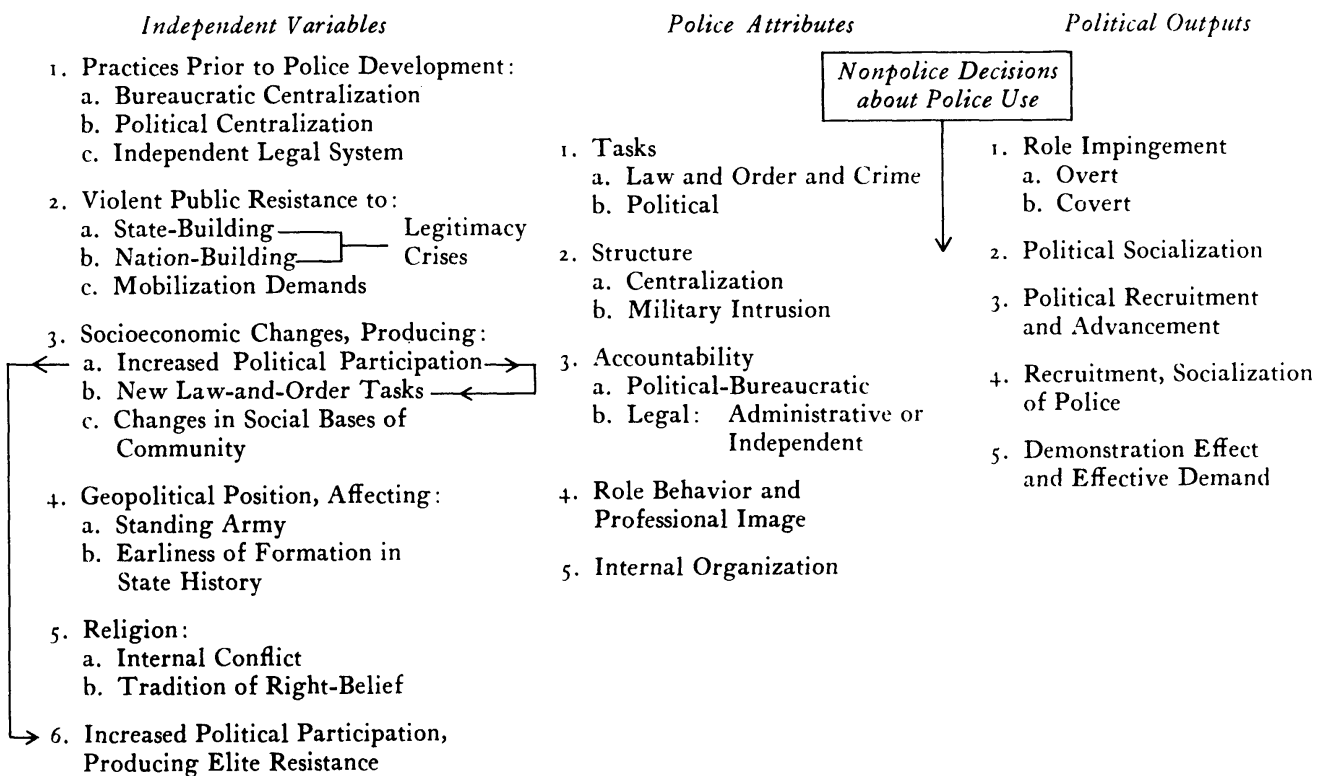 Independent Variables
1. Practices Prior to Police Development:
a. Bureaucratic Centralization
b. Political Centralization
c. Independent Legal System
2. Violent Public Resistance to:
a. State-Building
b. Nation-Building
Legitimacy
Crises
c. Mobilization Demands
3. Socioeconomic Changes, Producing:
a. Increased Political Participation
b. New Law-and-Order Tasks
c. Changes in Social Bases of
Community
4. Geopolitical Position, Affecting:
a. Standing Army
b. Earliness of Formation in
State History
5. Religion:
a. Internal Conflict
b. Tradition of Right-Belief
6. Increased Political Participation,
Producing Elite Resistance
Police Attributes
Nonpolice Decisions
about Police Use
1. Tasks
a. Law and Order and Crime
b. Political
2. Structure
a. Centralization
b. Military Intrusion
3. Accountability
a. Political-Bureaucratic
b. Legal: Administrative or
Independent
4. Role Behavior and
Professional Image
5. Internal Organization
Political Outputs
1. Role Impingement
a. Overt
b. Covert
2. Political Socialization
3. Political Recruitment
and Advancement
4. Recruitment, Socialization
of Police
5. Demonstration Effect
and Effective Demand